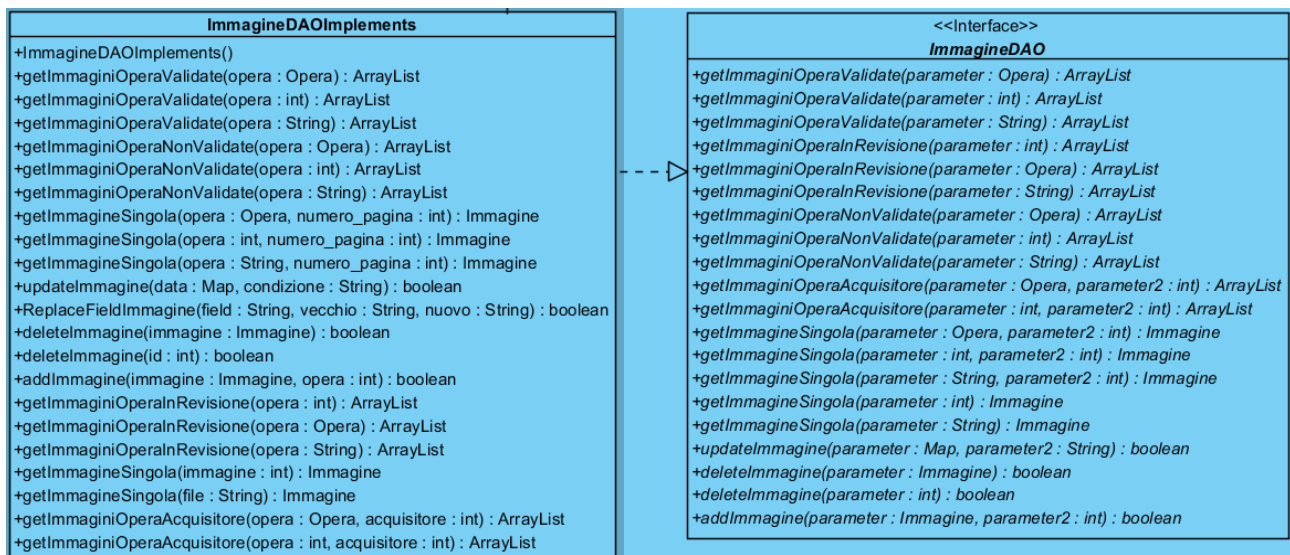 ImmagineDAOImplements
+ImmagineDAOImplements()
+getImmaginiOperaValidate(opera : Opera) : ArrayList
+getImmaginiOperaValidate(opera : int) : ArrayList
+getImmaginiOperaValidate(opera : String) : ArrayList
+getImmaginiOperaNonValidate(opera : Opera) : ArrayList
+getImmaginiOperaNonValidate(opera : int) : ArrayList
+getImmaginiOperaNonValidate(opera : String) : ArrayList
+getImmagineSingola(opera : Opera, numero_pagina : int) : Immagine
+getImmagineSingola(opera : int, numero_pagina : int) : Immagine
+getImmagineSingola(opera : String, numero_pagina : int) : Immagine
+updateImmagine(data : Map, condizione : String) : boolean
+ReplaceFieldImmagine(field : String, vecchio : String, nuovo : String) : boolean
+deleteImmagine(immagine : Immagine) : boolean
+deleteImmagine(id : int) : boolean
+addImmagine(immagine : Immagine, opera : int) : boolean
+getImmaginiOperaInRevisione(opera : int) : ArrayList
+getImmaginiOperaInRevisione(opera : Opera) : ArrayList
+getImmaginiOperaInRevisione(opera : String) : ArrayList
+getImmagineSingola(immagine : int) : Immagine
+getImmagineSingola(file : String) : Immagine
+getImmaginiOperaAcquisitore(opera : Opera, acquisitore : int) : ArrayList
+getImmaginiOperaAcquisitore(opera : int, acquisitore : int) : ArrayList
<<Interface>>
ImmagineDAO
+getImmaginiOperaValidate(parameter : Opera) : ArrayList
+getImmaginiOperaValidate(parameter : int) : ArrayList
+getImmaginiOperaValidate(parameter : String) : ArrayList
+getImmaginiOperaInRevisione(parameter : int) : ArrayList
+getImmaginiOperaInRevisione(parameter : Opera) : ArrayList
+getImmaginiOperaInRevisione(parameter : String) : ArrayList
+getImmaginiOperaNonValidate(parameter : Opera) : ArrayList
+getImmaginiOperaNonValidate(parameter : int) : ArrayList
+getImmaginiOperaNonValidate(parameter : String) : ArrayList
+getImmaginiOperaAcquisitore(parameter : Opera, parameter2 : int) : ArrayList
+getImmaginiOperaAcquisitore(parameter : int, parameter2 : int) : ArrayList
+getImmagineSingola(parameter : Opera, parameter2 : int) : Immagine
+getImmagineSingola(parameter : int, parameter2 : int) : Immagine
+getImmagineSingola(parameter : String, parameter2 : int) : Immagine
+getImmagineSingola(parameter : int) : Immagine
+getImmagineSingola(parameter : String) : Immagine
+updateImmagine(parameter : Map, parameter2 : String) : boolean
+deleteImmagine(parameter : Immagine) : boolean
+deleteImmagine(parameter : int) : boolean
+addImmagine(parameter : Immagine, parameter2 : int) : boolean